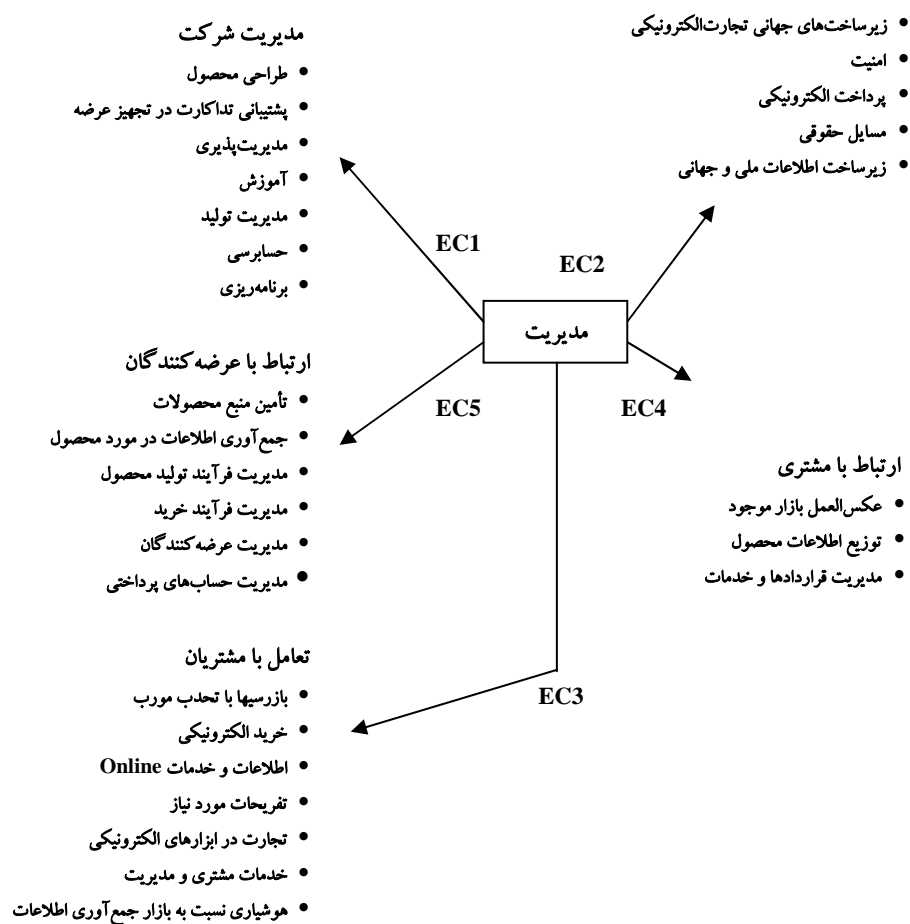 زیرساخت‌های جهانی تجارت‌الکترونیکی
امنیت
پرداخت الکترونیکی
مسایل حقوقی
زیرساخت اطلاعات ملی و جهانی
مدیریت شرکت
طراحی محصول
پشتیبانی تداکارت در تجهیز عرضه
مدیریت‌پذیری
آموزش
مدیریت تولید
حسابرسی
برنامه‌ریزی
EC1
EC2
مدیریت
EC5
EC4
ارتباط با عرضه‌کنندگان
تأمین منبع محصولات
جمع‌آوری اطلاعات در مورد محصول
مدیریت فرآیند تولید محصول
مدیریت فرآیند خرید
مدیریت عرضه‌کنندگان
مدیریت حساب‌های پرداختی
ارتباط با مشتری
عکس‌العمل بازار موجود
توزیع اطلاعات محصول
مدیریت قراردادها و خدمات
تعامل با مشتریان
بازرسیها با تحدب مورب
خرید الکترونیکی
اطلاعات و خدمات Online
تفریحات مورد نیاز
تجارت در ابزارهای الکترونیکی
خدمات مشتری و مدیریت
هوشیاری نسبت به بازار جمع‌آوری اطلاعات
EC3